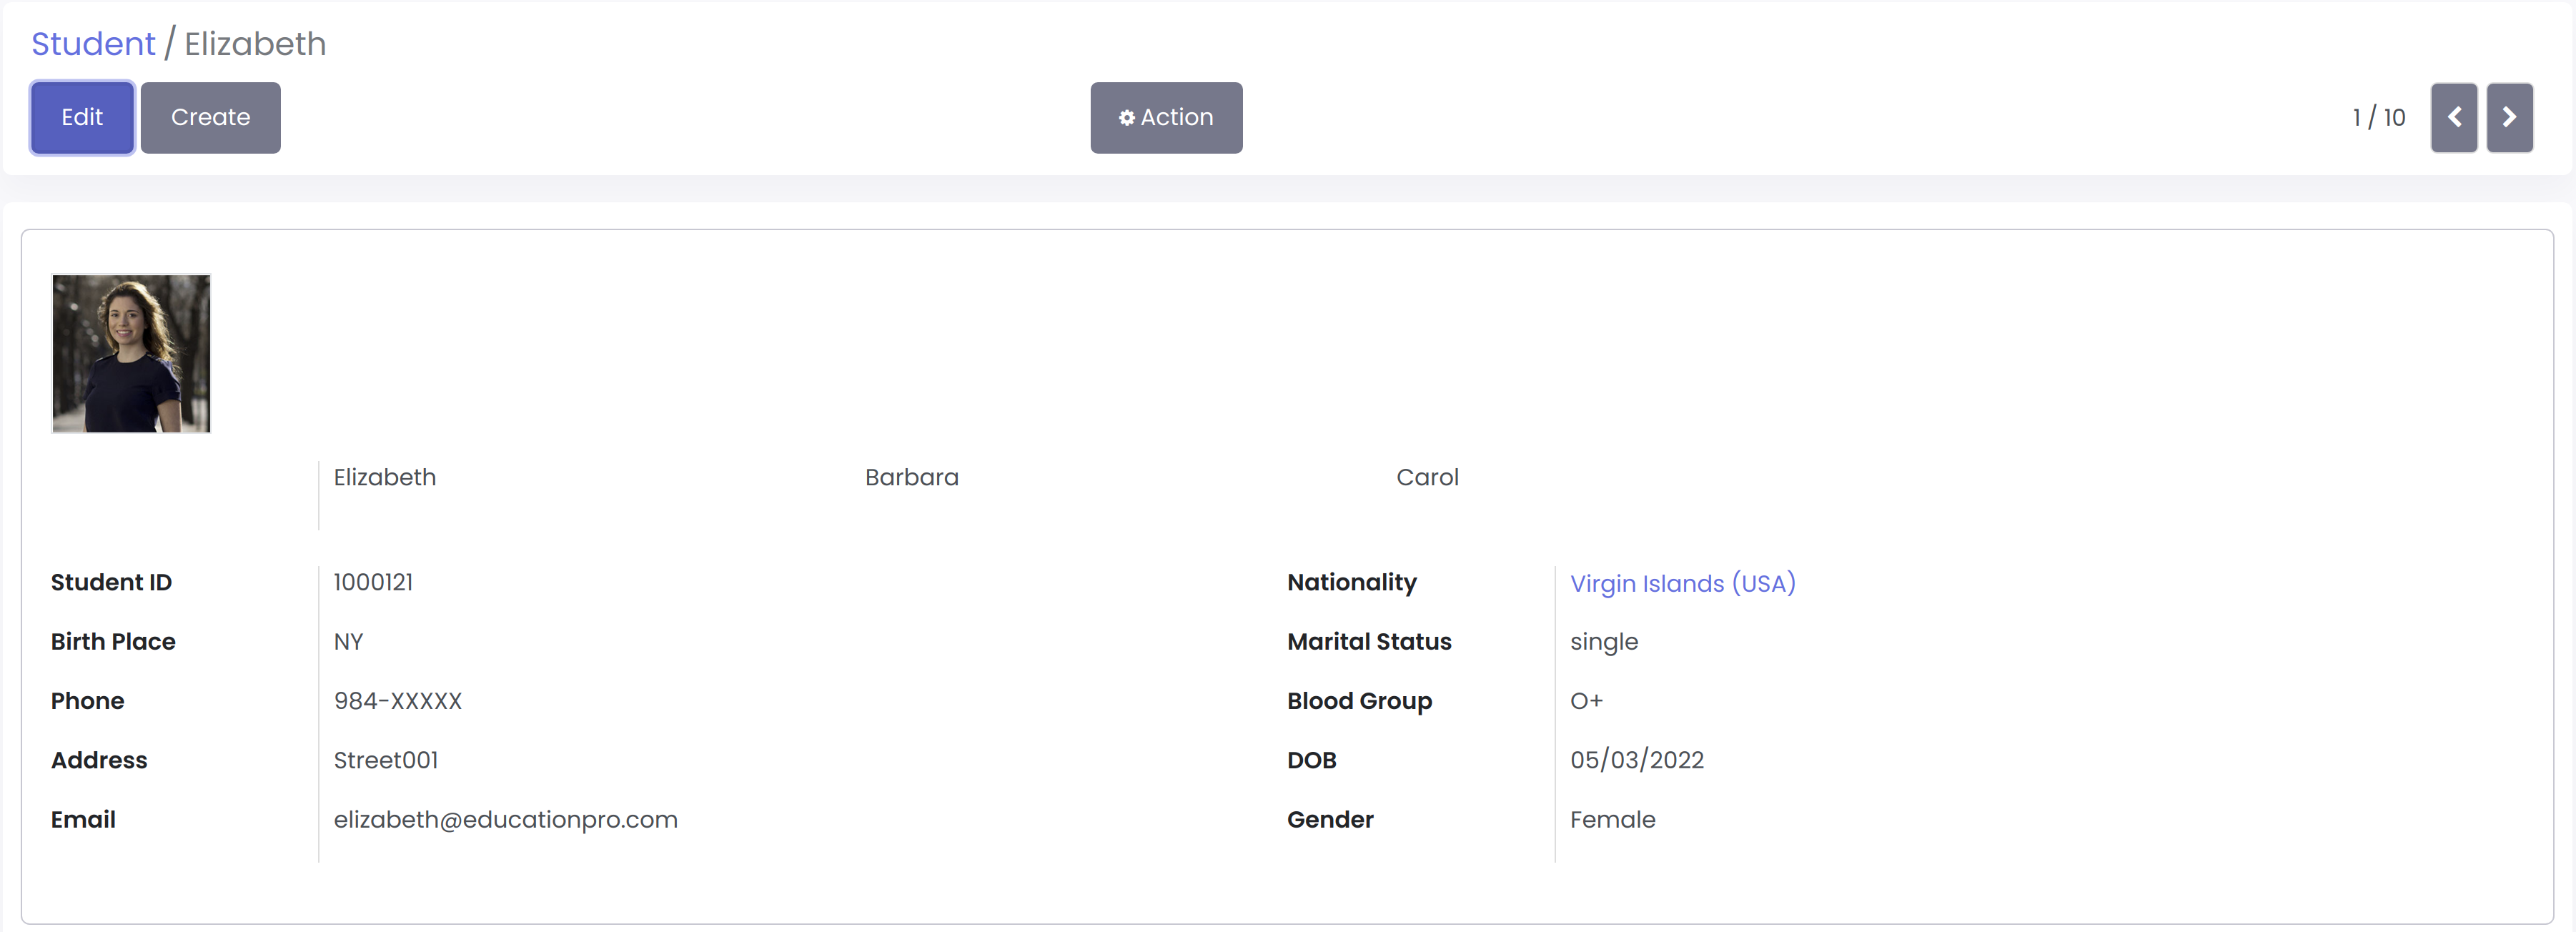 Student / Elizabeth
Edit Create Action 1 / 10
Elizabeth Barbara Carol
Student ID 1000121 Nationality Virgin Islands (USA)
Birth Place NY Marital Status single
Phone 984-XXXXX Blood Group O+
Address Street001 DOB 05/03/2022
Email elizabeth@educationpro.com Gender Female